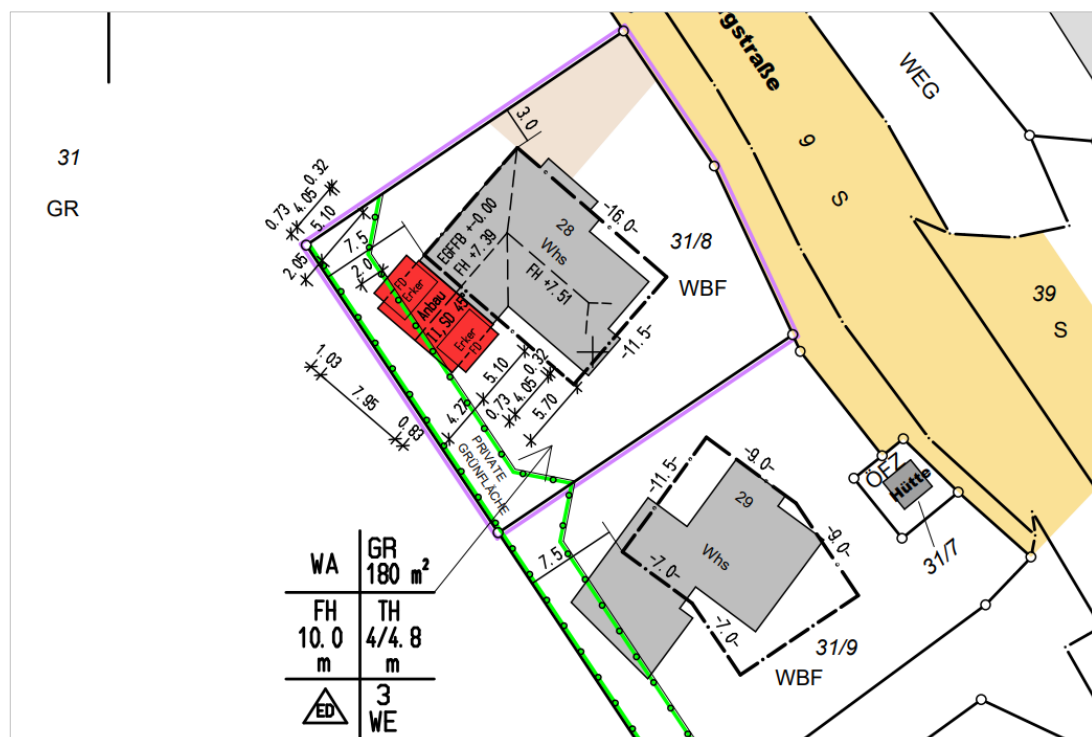 gstraße
WEG
9
S
31
GR
3.0
0.32
4.05
0.73
5.10
7.5
2.05
2.0
EGFFB +-0.00
FH +7.39
28
Whs
FH +7.51
-16.0-
31/8
WBF
-11.5-
39
S
FD
Erker
Anbau
II,SD 45°
Erker
FD
1.03
7.95
0.83
5.10
0.32
4.05
0.73
5.70
4.27
PRIVATE
GRÜNFLÄCHE
-9.0-
-11.5-
29
Whs
-9.0-
-7.0-
-7.0-
7.5
31/9
WBF
ÖFZ
Hütte
31/7
WA
GR
180 m²
FH
10.0
m
TH
4/4.8
m
ED
3
WE